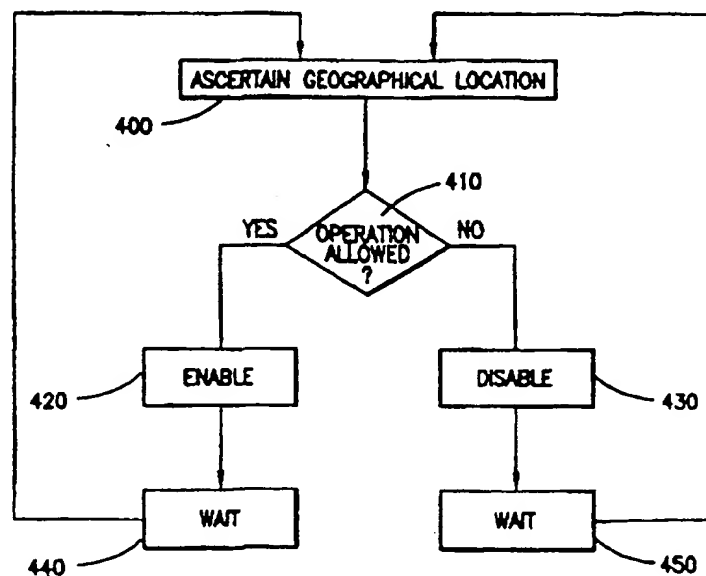 ASCERTAIN GEOGRAPHICAL LOCATION
400
410
YES
OPERATION
ALLOWED
?
NO
ENABLE
420
DISABLE
430
WAIT
440
WAIT
450